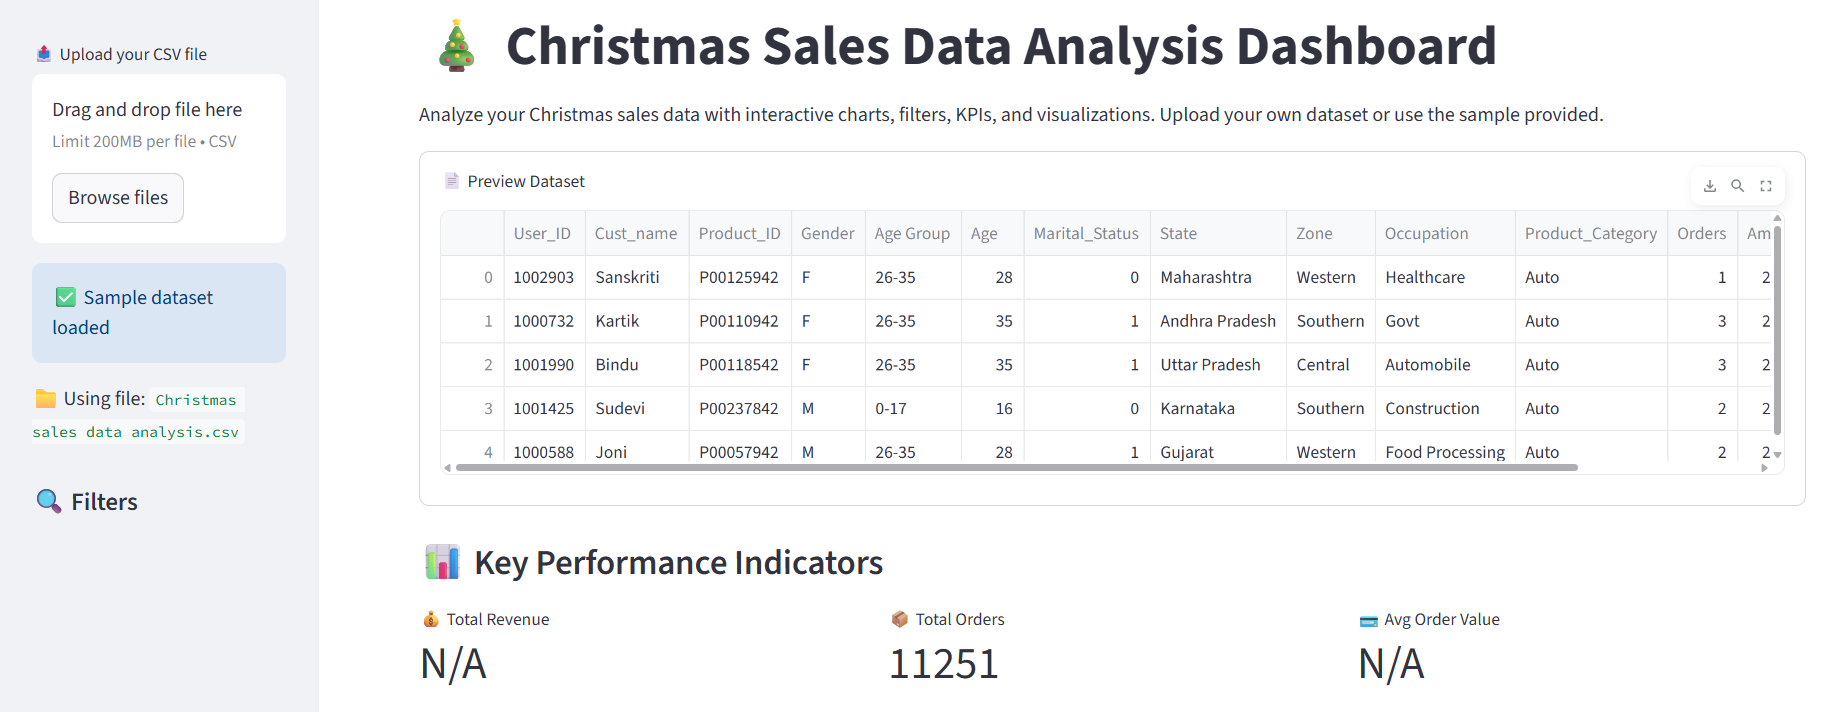 Upload your CSV file
Drag and drop file here
Limit 200MB per file • CSV
Browse files
Sample dataset
loaded
Using file: Christmas
sales data analysis.csv
Filters
Christmas Sales Data Analysis Dashboard
Analyze your Christmas sales data with interactive charts, filters, KPIs, and visualizations. Upload your own dataset or use the sample provided.
Preview Dataset
User_ID Cust_name Product_ID Gender Age Group Age Marital_Status State Zone Occupation Product_Category Orders Am
0 1002903 Sanskriti P00125942 F 26-35 28 0 Maharashtra Western Healthcare Auto 1 2
1 1000732 Kartik P00110942 F 26-35 35 1 Andhra Pradesh Southern Govt Auto 3 2
2 1001990 Bindu P00118542 F 26-35 35 1 Uttar Pradesh Central Automobile Auto 3 2
3 1001425 Sudevi P00237842 M 0-17 16 0 Karnataka Southern Construction Auto 2 2
4 1000588 Joni P00057942 M 26-35 28 1 Gujarat Western Food Processing Auto 2 2
Key Performance Indicators
Total Revenue Total Orders Avg Order Value
N/A 11251 N/A